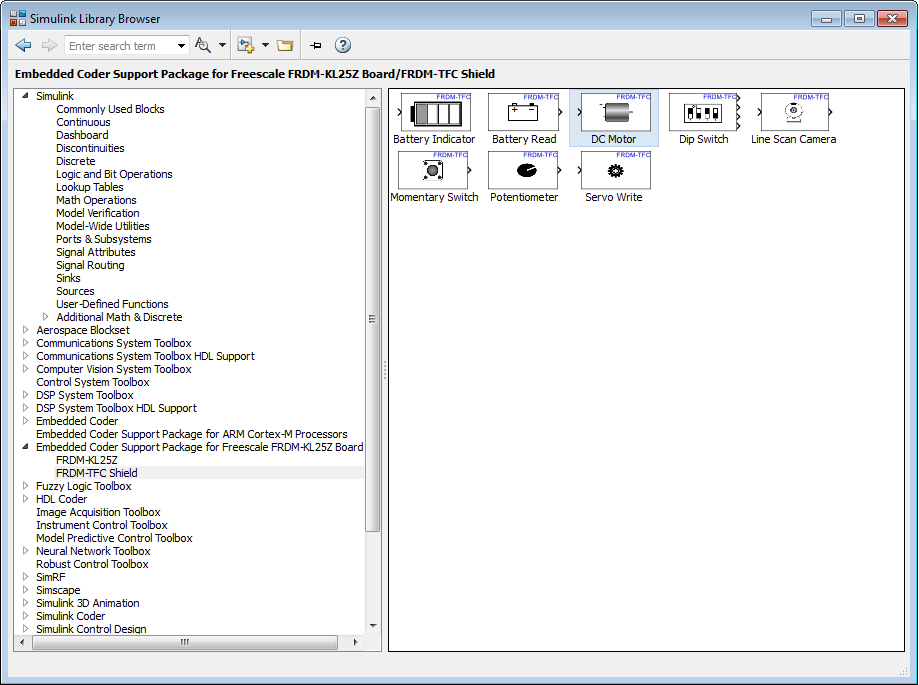 Simulink Library Browser
Enter search term
Embedded Coder Support Package for Freescale FRDM-KL25Z Board/FRDM-TFC Shield
Simulink
Commonly Used Blocks
Continuous
Dashboard
Discontinuities
Discrete
Logic and Bit Operations
Lookup Tables
Math Operations
Model Verification
Model-Wide Utilities
Ports & Subsystems
Signal Attributes
Signal Routing
Sinks
Sources
User-Defined Functions
Additional Math & Discrete
Aerospace Blockset
Communications System Toolbox
Communications System Toolbox HDL Support
Computer Vision System Toolbox
Control System Toolbox
DSP System Toolbox
DSP System Toolbox HDL Support
Embedded Coder
Embedded Coder Support Package for ARM Cortex-M Processors
Embedded Coder Support Package for Freescale FRDM-KL25Z Board
FRDM-KL25Z
FRDM-TFC Shield
Fuzzy Logic Toolbox
HDL Coder
Image Acquisition Toolbox
Instrument Control Toolbox
Model Predictive Control Toolbox
Neural Network Toolbox
Robust Control Toolbox
SimRF
Simscape
Simulink 3D Animation
Simulink Coder
Simulink Control Design
FRDM-TFC FRDM-TFC FRDM-TFC FRDM-TFC FRDM-TFC
Battery Indicator Battery Read DC Motor Dip Switch Line Scan Camera
FRDM-TFC FRDM-TFC FRDM-TFC
Momentary Switch Potentiometer Servo Write